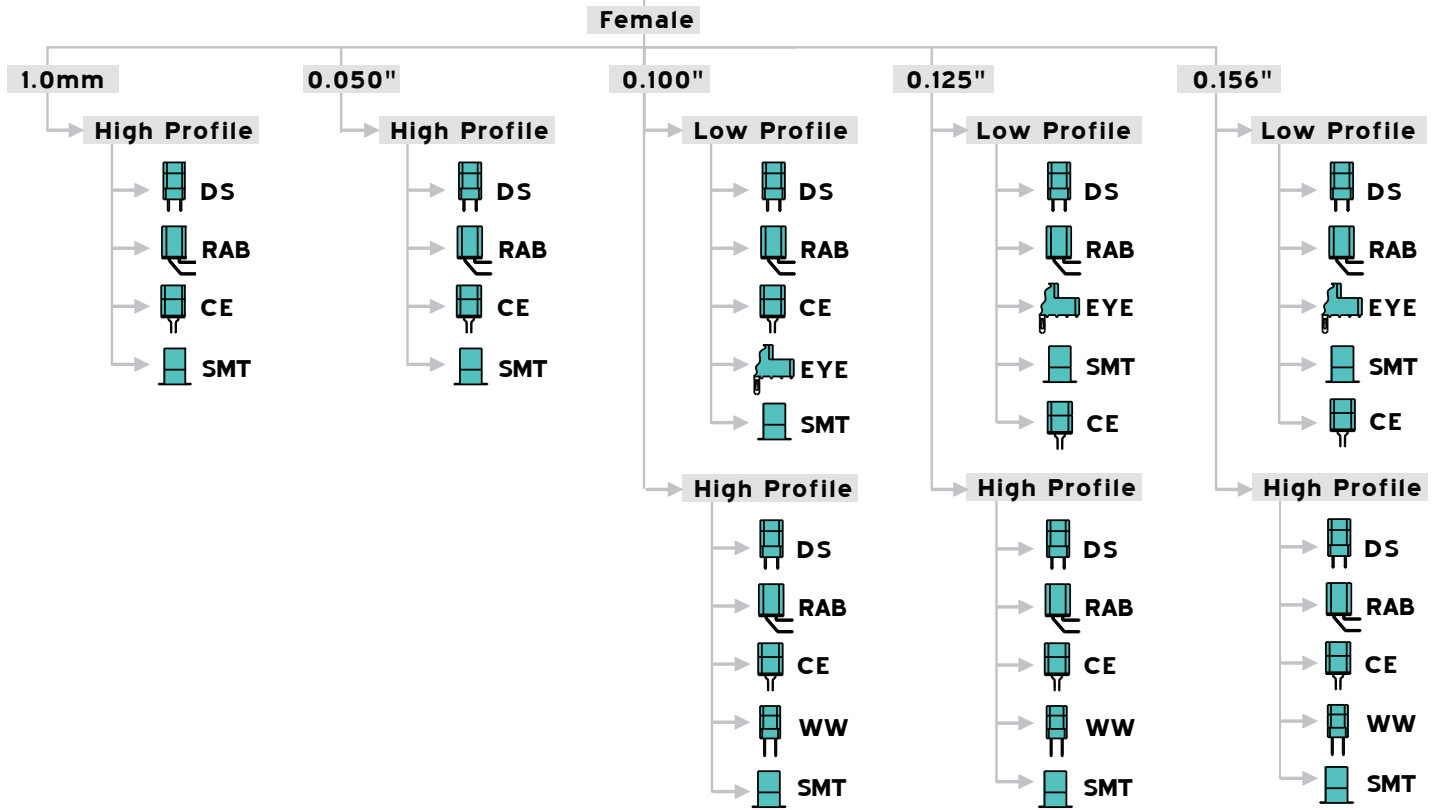 Female
1.0mm
High Profile
DS
RAB
CE
SMT
0.050"
High Profile
DS
RAB
CE
SMT
0.100"
Low Profile
DS
RAB
CE
EYE
SMT
High Profile
DS
RAB
CE
WW
SMT
0.125"
Low Profile
DS
RAB
EYE
SMT
CE
High Profile
DS
RAB
CE
WW
SMT
0.156"
Low Profile
DS
RAB
EYE
SMT
CE
High Profile
DS
RAB
CE
WW
SMT